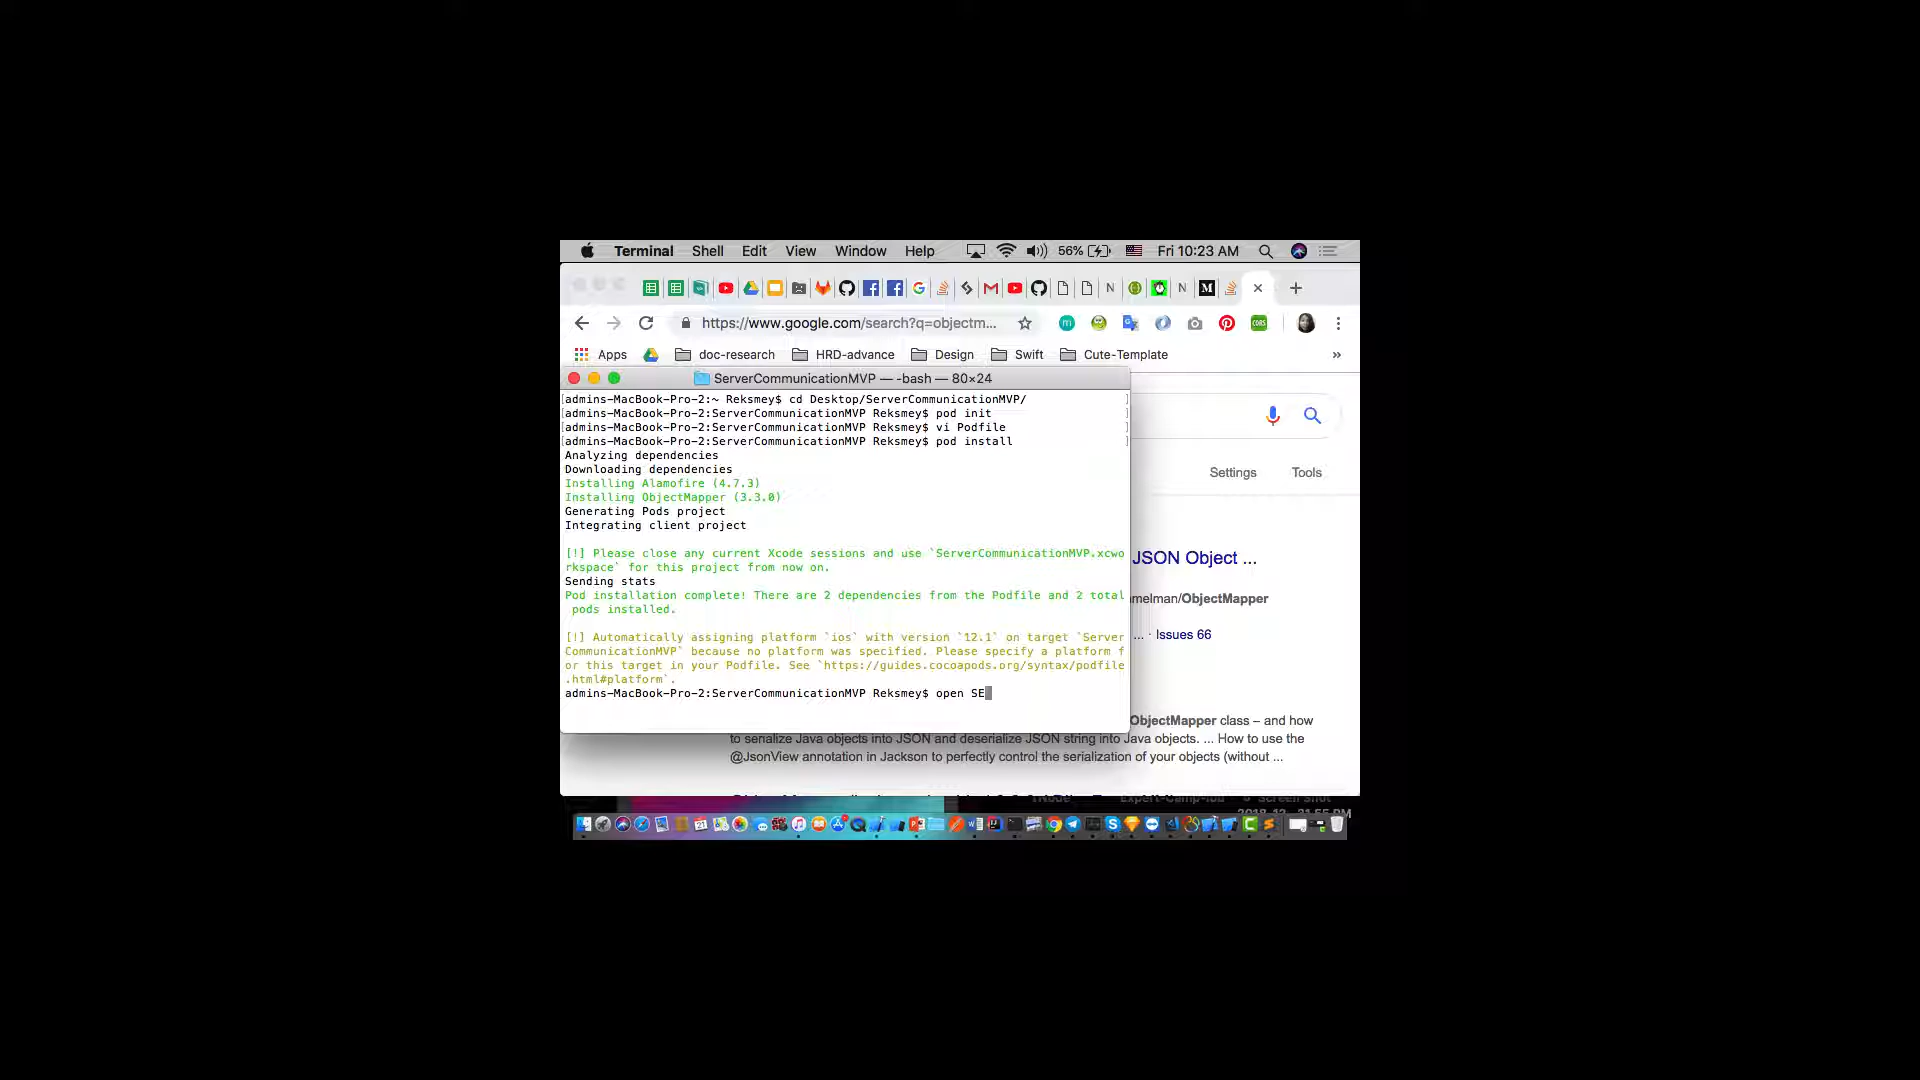 Terminal Shell Edit View Window Help 56% Fri 10:23 AM
https://www.google.com/search?q=objectm...
Apps doc-research HRD-advance Design Swift Cute-Template »
ServerCommunicationMVP — -bash — 80×24
[admins-MacBook-Pro-2:~ Reksmey$ cd Desktop/ServerCommunicationMVP/ ]
[admins-MacBook-Pro-2:ServerCommunicationMVP Reksmey$ pod init ]
[admins-MacBook-Pro-2:ServerCommunicationMVP Reksmey$ vi Podfile ]
[admins-MacBook-Pro-2:ServerCommunicationMVP Reksmey$ pod install ]
Analyzing dependencies
Downloading dependencies
Installing Alamofire (4.7.3)
Installing ObjectMapper (3.3.0)
Generating Pods project
Integrating client project
[!] Please close any current Xcode sessions and use `ServerCommunicationMVP.xcwo
rkspace` for this project from now on.
Sending stats
Pod installation complete! There are 2 dependencies from the Podfile and 2 total
pods installed.
[!] Automatically assigning platform `ios` with version `12.1` on target `Server
CommunicationMVP` because no platform was specified. Please specify a platform f
or this target in your Podfile. See `https://guides.cocoapods.org/syntax/podfile
.html#platform`.
admins-MacBook-Pro-2:ServerCommunicationMVP Reksmey$ open SE
Settings Tools
JSON Object ...
melman/ObjectMapper
... · Issues 66
ObjectMapper class – and how
to serialize Java objects into JSON and deserialize JSON string into Java objects. ... How to use the
@JsonView annotation in Jackson to perfectly control the serialization of your objects (without ...